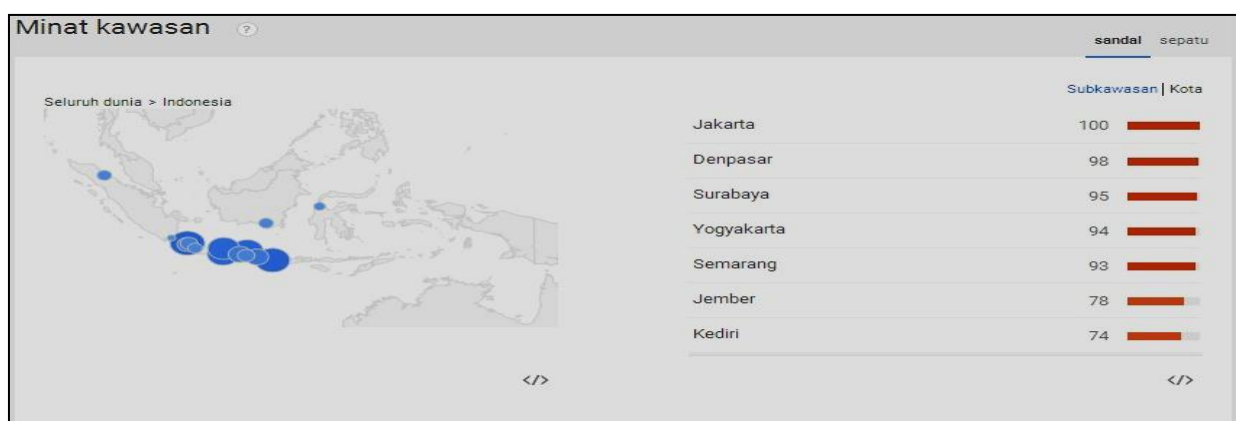 Minat kawasan ?
sandal sepatu
Seluruh dunia > Indonesia
Subkawasan | Kota
Jakarta 100
Denpasar 98
Surabaya 95
Yogyakarta 94
Semarang 93
Jember 78
Kediri 74
</> </>